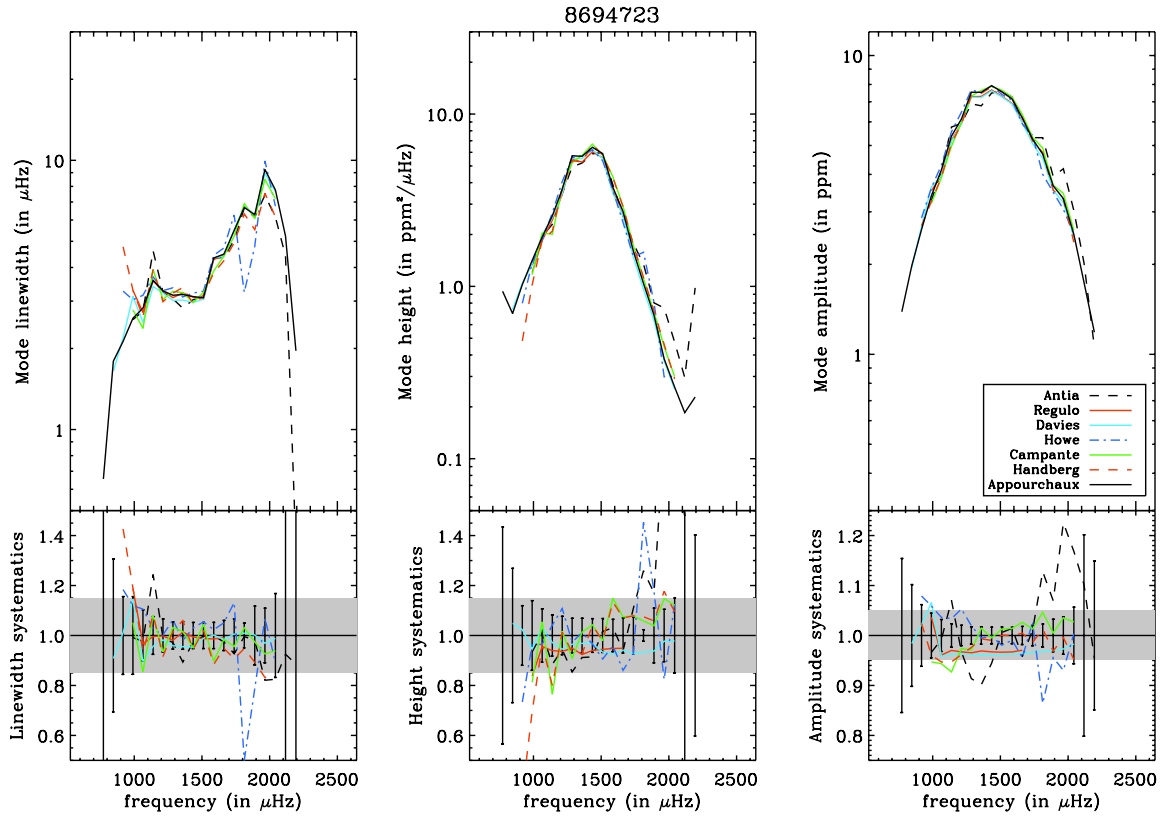 8694723
Mode linewidth (in μHz)
10
1
Mode height (in ppm²/μHz)
10.0
1.0
0.1
Mode amplitude (in ppm)
10
1
Antia
Regulo
Davies
Howe
Campante
Handberg
Appourchaux
Linewidth systematics
1.4
1.2
1.0
0.8
0.6
1000 1500 2000 2500
frequency (in μHz)
Height systematics
1.4
1.2
1.0
0.8
0.6
1000 1500 2000 2500
frequency (in μHz)
Amplitude systematics
1.2
1.1
1.0
0.9
0.8
1000 1500 2000 2500
frequency (in μHz)